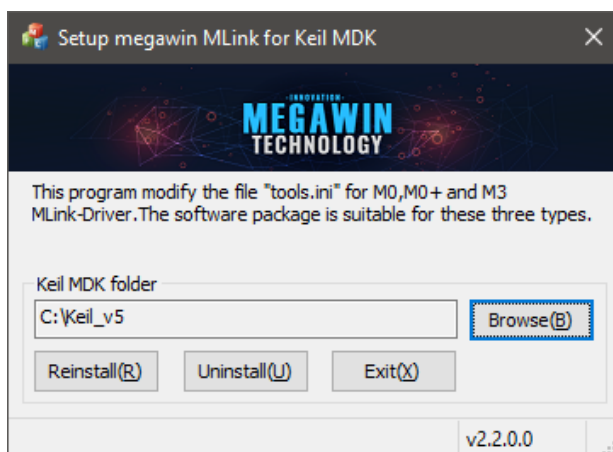 Setup megawin MLink for Keil MDK
-INNOVATION-
MEGAWIN
TECHNOLOGY
This program modify the file "tools.ini" for M0,M0+ and M3
MLink-Driver.The software package is suitable for these three types.
Keil MDK folder
C:\Keil_v5
Browse(B)
Reinstall(R)
Uninstall(U)
Exit(X)
v2.2.0.0